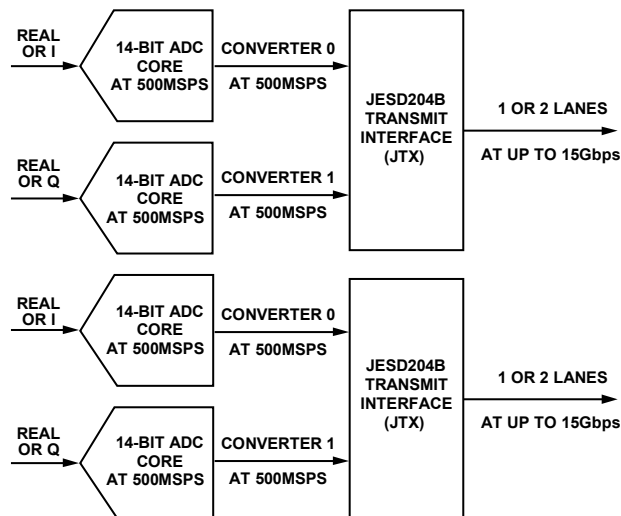 REAL
OR I
14-BIT ADC
CORE
AT 500MSPS
CONVERTER 0
AT 500MSPS
REAL
OR Q
14-BIT ADC
CORE
AT 500MSPS
CONVERTER 1
AT 500MSPS
JESD204B
TRANSMIT
INTERFACE
(JTX)
1 OR 2 LANES
AT UP TO 15Gbps
REAL
OR I
14-BIT ADC
CORE
AT 500MSPS
CONVERTER 0
AT 500MSPS
REAL
OR Q
14-BIT ADC
CORE
AT 500MSPS
CONVERTER 1
AT 500MSPS
JESD204B
TRANSMIT
INTERFACE
(JTX)
1 OR 2 LANES
AT UP TO 15Gbps